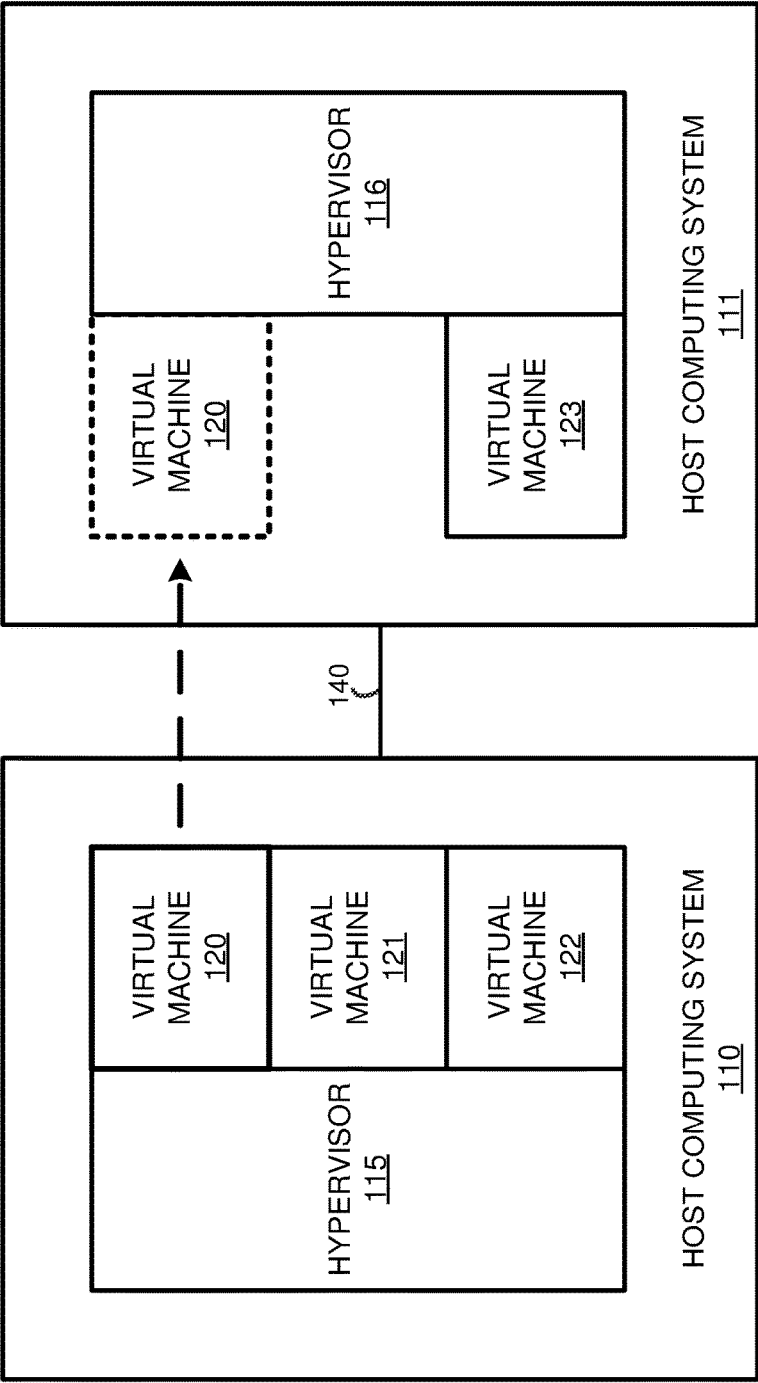 HYPERVISOR
115
VIRTUAL
MACHINE
120
VIRTUAL
MACHINE
121
VIRTUAL
MACHINE
122
HOST COMPUTING SYSTEM
110
140
VIRTUAL
MACHINE
120
VIRTUAL
MACHINE
123
HYPERVISOR
116
HOST COMPUTING SYSTEM
111